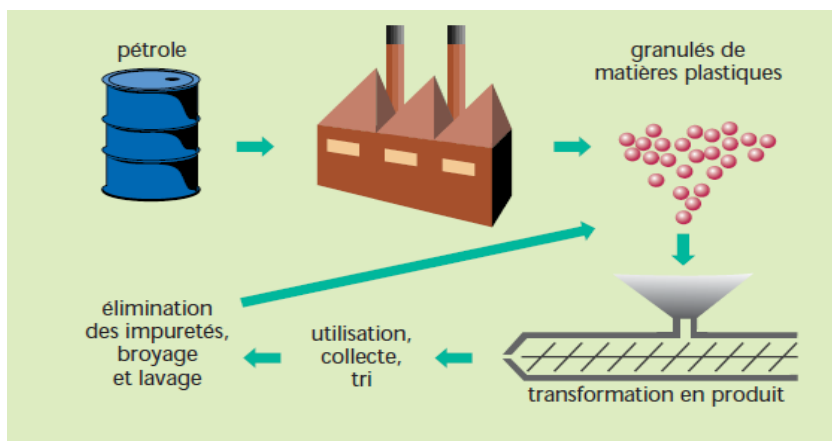 pétrole
granulés de
matières plastiques
élimination
des impuretés,
broyage
et lavage
utilisation,
collecte,
tri
transformation en produit